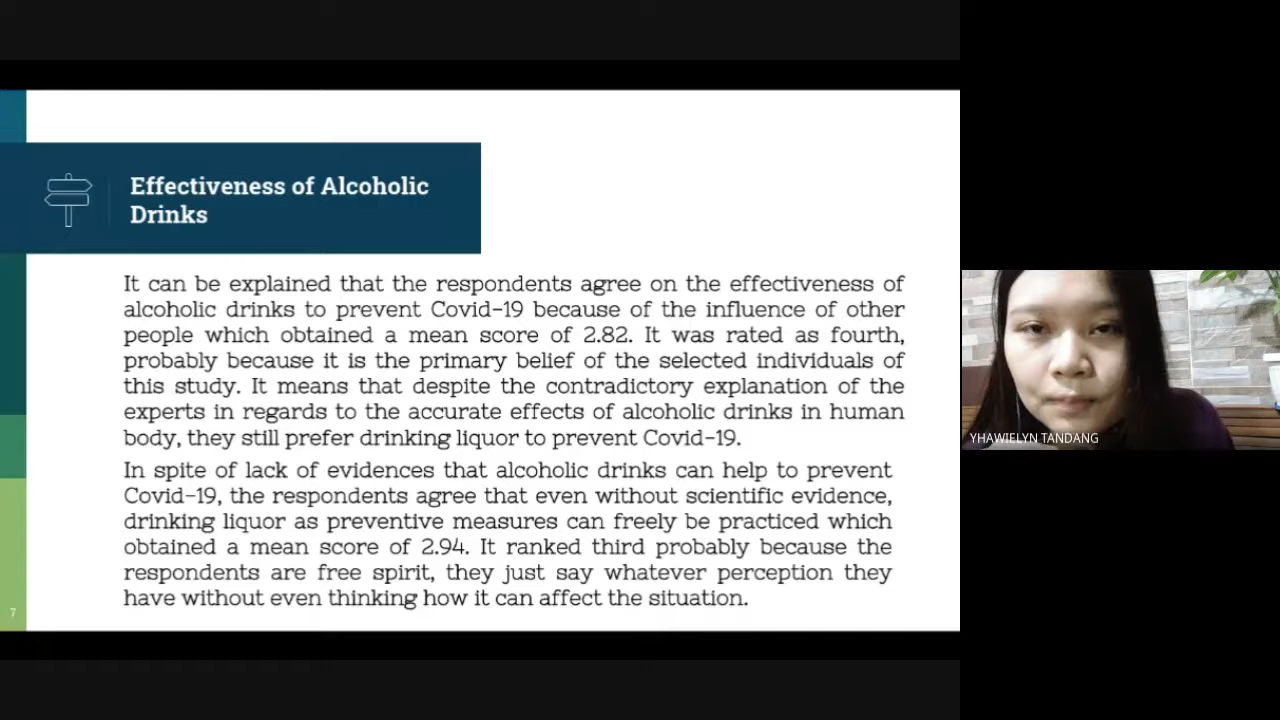 Effectiveness of Alcoholic
Drinks
It can be explained that the respondents agree on the effectiveness of
alcoholic drinks to prevent Covid-19 because of the influence of other
people which obtained a mean score of 2.82. It was rated as fourth,
probably because it is the primary belief of the selected individuals of
this study. It means that despite the contradictory explanation of the
experts in regards to the accurate effects of alcoholic drinks in human
body, they still prefer drinking liquor to prevent Covid-19.
In spite of lack of evidences that alcoholic drinks can help to prevent
Covid-19, the respondents agree that even without scientific evidence,
drinking liquor as preventive measures can freely be practiced which
obtained a mean score of 2.94. It ranked third probably because the
respondents are free spirit, they just say whatever perception they
have without even thinking how it can affect the situation.
7
YHAWIELYN TANDANG